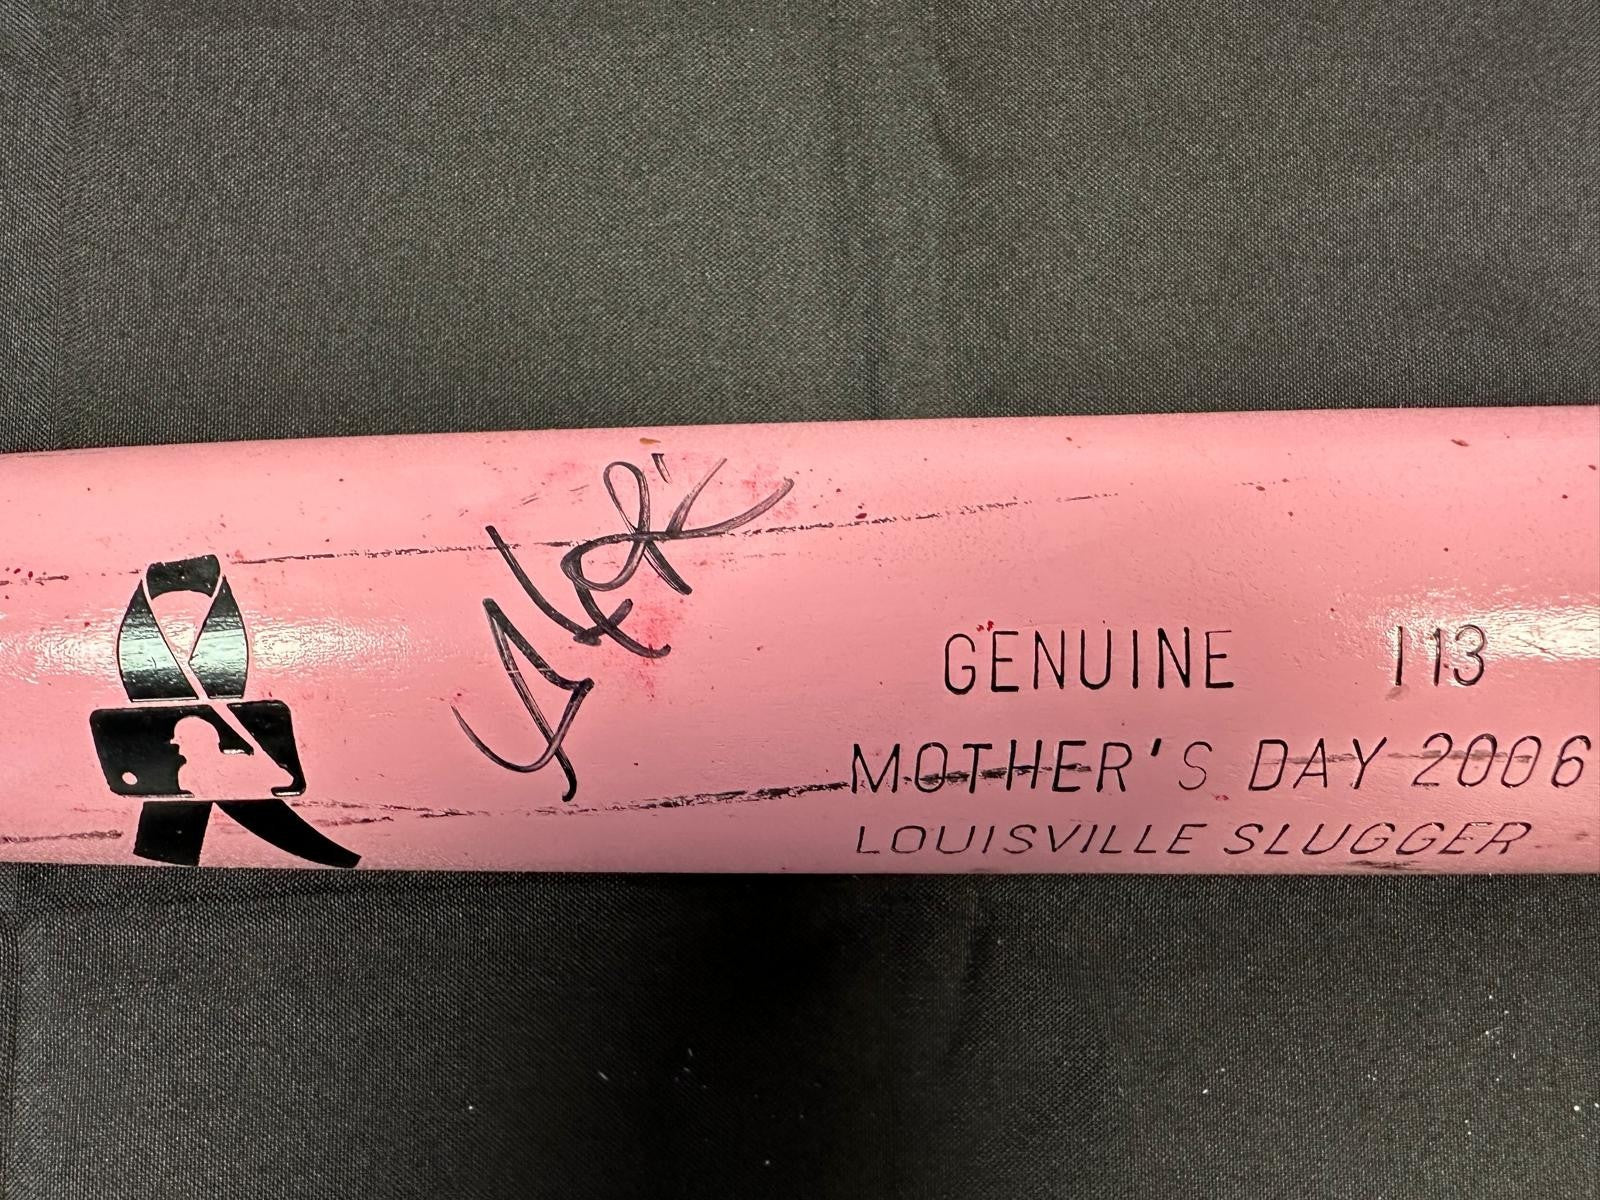 GENUINE I13
MOTHER'S DAY 2006
LOUISVILLE SLUGGER